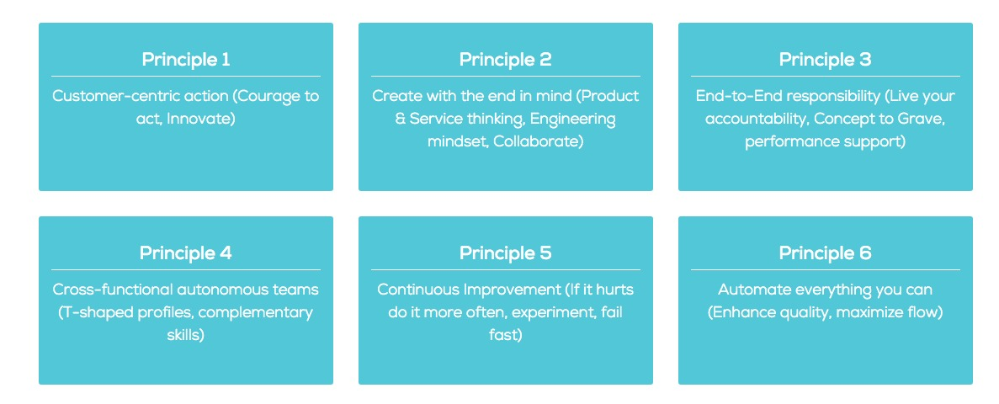 Principle 1
Customer-centric action (Courage to
act, Innovate)
Principle 2
Create with the end in mind (Product
& Service thinking, Engineering
mindset, Collaborate)
Principle 3
End-to-End responsibility (Live your
accountability, Concept to Grave,
performance support)
Principle 4
Cross-functional autonomous teams
(T-shaped profiles, complementary
skills)
Principle 5
Continuous Improvement (If it hurts
do it more often, experiment, fail
fast)
Principle 6
Automate everything you can
(Enhance quality, maximize flow)